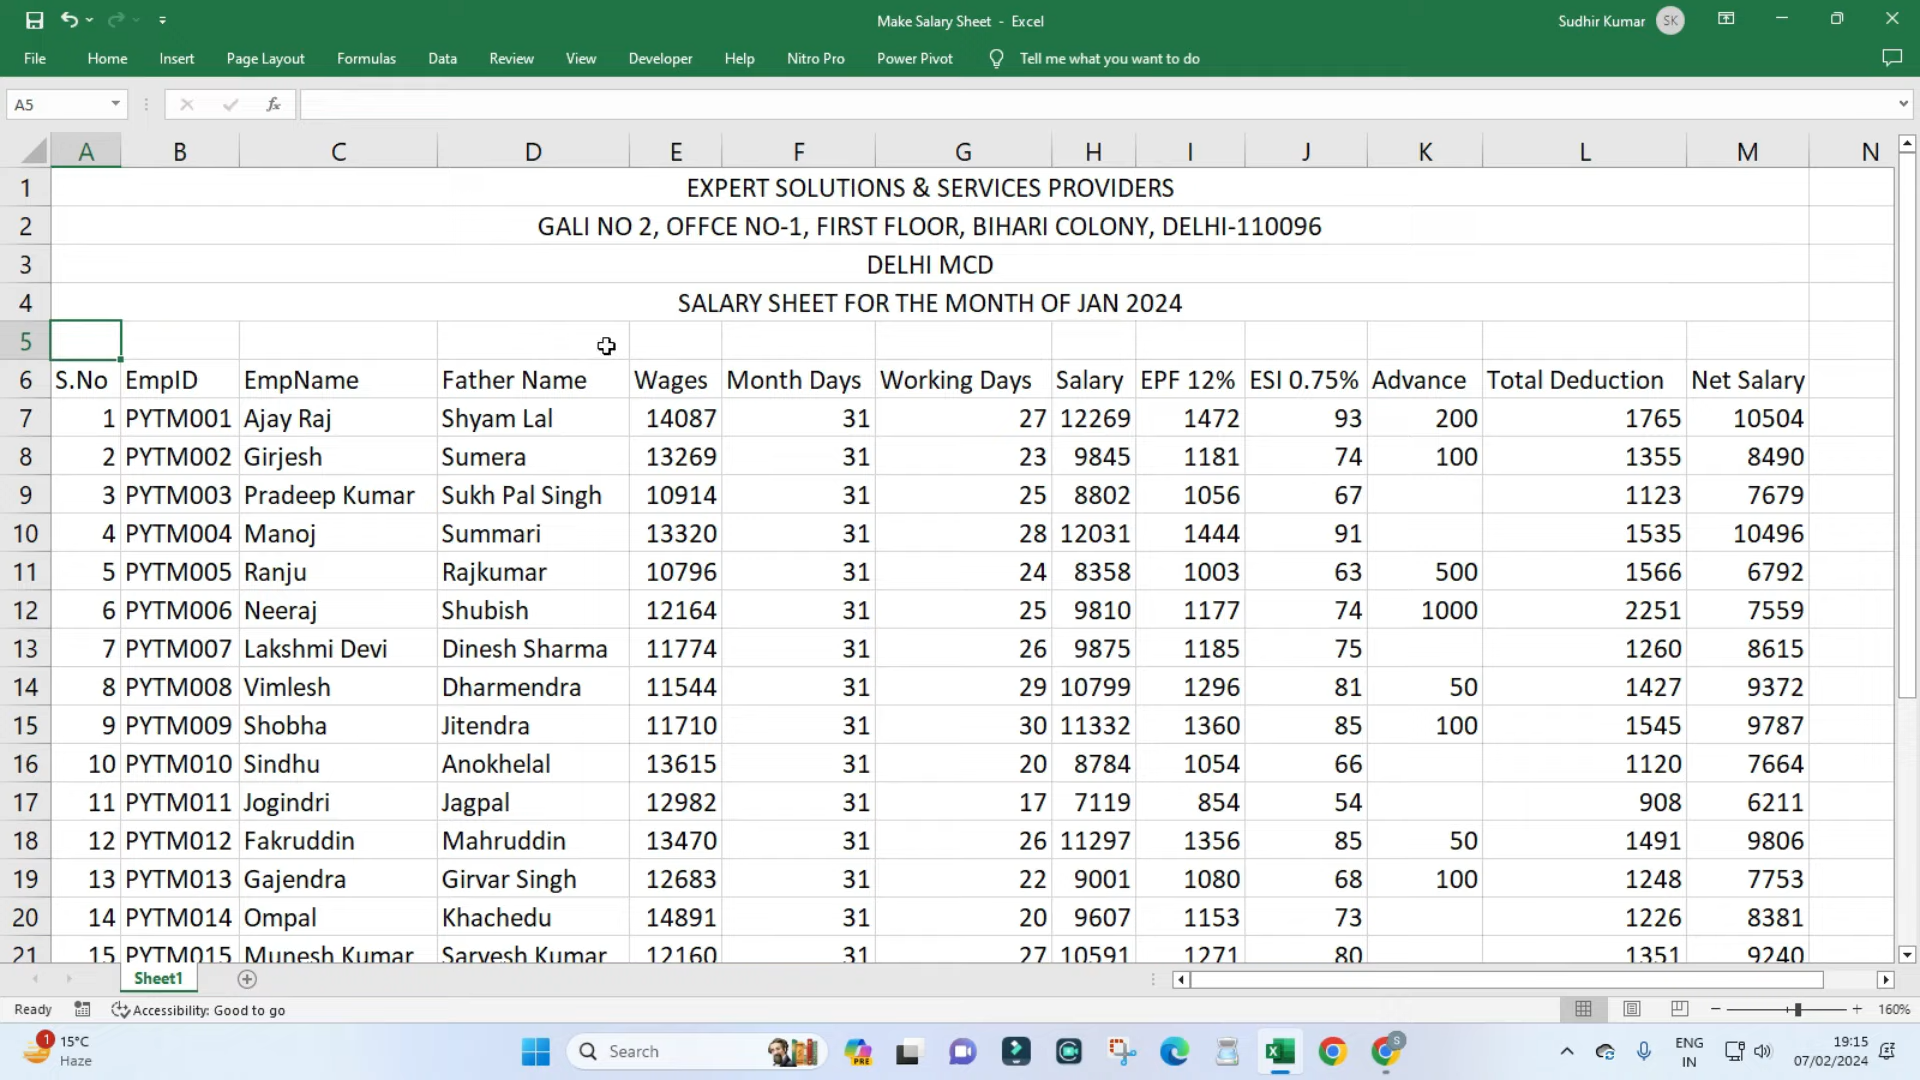 Make Salary Sheet - Excel
Sudhir Kumar SK
File Home Insert Page Layout Formulas Data Review View Developer Help Nitro Pro Power Pivot Tell me what you want to do
A5 fx
A B C D E F G H I J K L M N
1 EXPERT SOLUTIONS & SERVICES PROVIDERS
2 GALI NO 2, OFFCE NO-1, FIRST FLOOR, BIHARI COLONY, DELHI-110096
3 DELHI MCD
4 SALARY SHEET FOR THE MONTH OF JAN 2024
5
6 S.No EmpID EmpName Father Name Wages Month Days Working Days Salary EPF 12% ESI 0.75% Advance Total Deduction Net Salary
7 1 PYTM001 Ajay Raj Shyam Lal 14087 31 27 12269 1472 93 200 1765 10504
8 2 PYTM002 Girjesh Sumera 13269 31 23 9845 1181 74 100 1355 8490
9 3 PYTM003 Pradeep Kumar Sukh Pal Singh 10914 31 25 8802 1056 67 1123 7679
10 4 PYTM004 Manoj Summari 13320 31 28 12031 1444 91 1535 10496
11 5 PYTM005 Ranju Rajkumar 10796 31 24 8358 1003 63 500 1566 6792
12 6 PYTM006 Neeraj Shubish 12164 31 25 9810 1177 74 1000 2251 7559
13 7 PYTM007 Lakshmi Devi Dinesh Sharma 11774 31 26 9875 1185 75 1260 8615
14 8 PYTM008 Vimlesh Dharmendra 11544 31 29 10799 1296 81 50 1427 9372
15 9 PYTM009 Shobha Jitendra 11710 31 30 11332 1360 85 100 1545 9787
16 10 PYTM010 Sindhu Anokhelal 13615 31 20 8784 1054 66 1120 7664
17 11 PYTM011 Jogindri Jagpal 12982 31 17 7119 854 54 908 6211
18 12 PYTM012 Fakruddin Mahruddin 13470 31 26 11297 1356 85 50 1491 9806
19 13 PYTM013 Gajendra Girvar Singh 12683 31 22 9001 1080 68 100 1248 7753
20 14 PYTM014 Ompal Khachedu 14891 31 20 9607 1153 73 1226 8381
21 15 PYTM015 Munesh Kumar Sarvesh Kumar 12160 31 27 10591 1271 80 1351 9240
Sheet1
Ready Accessibility: Good to go 160%
1 15°C Haze
Search
PRE
S
ENG IN
19:15
07/02/2024